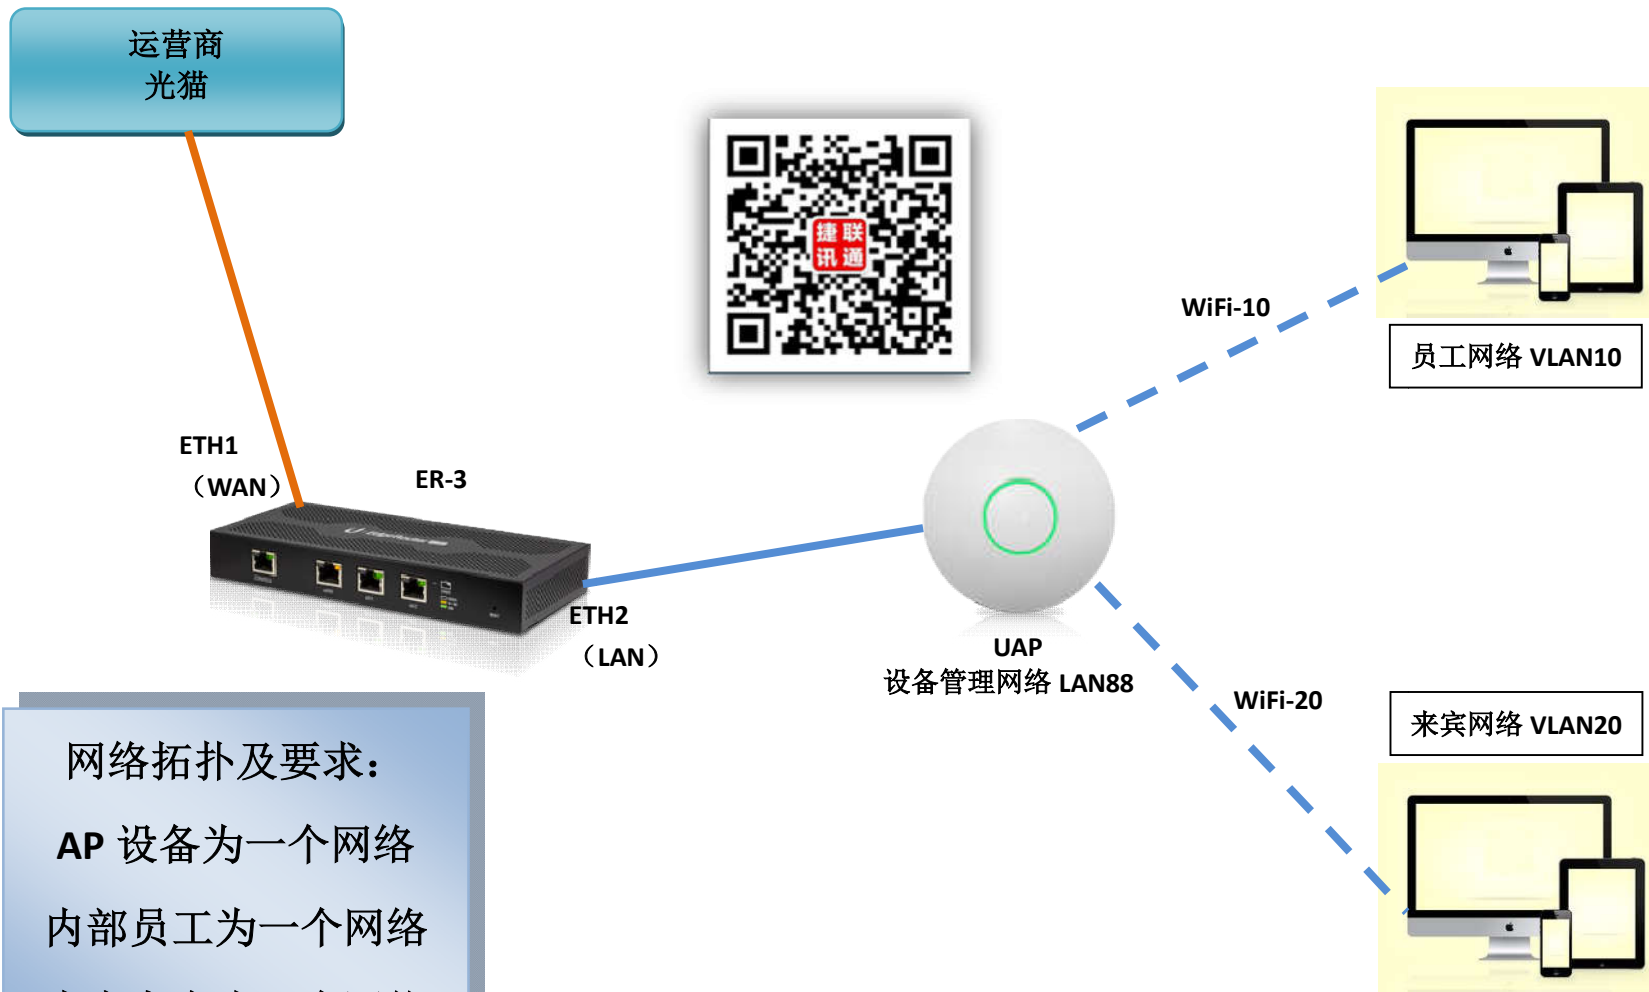 运营商
光猫
捷联
讯通
WiFi-10
员工网络 VLAN10
ETH1
（WAN）
ER-3
ETH2
（LAN）
UAP
设备管理网络 LAN88
WiFi-20
来宾网络 VLAN20
网络拓扑及要求：
AP 设备为一个网络
内部员工为一个网络